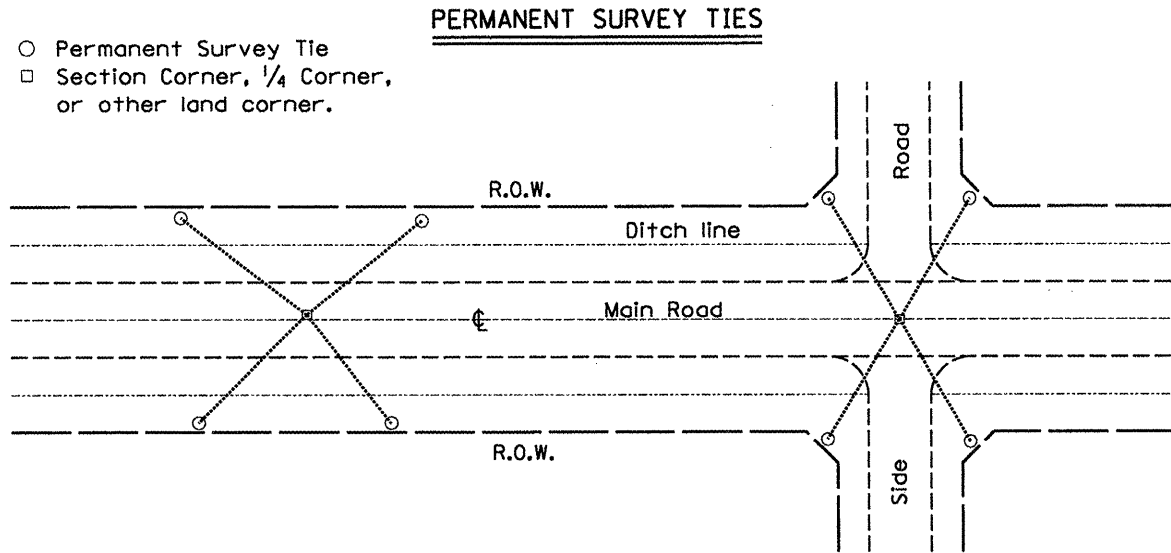 PERMANENT SURVEY TIES
○ Permanent Survey Tie
□ Section Corner, 1/4 Corner,
or other land corner.
Road
R.O.W.
Ditch line
Main Road
℄
R.O.W.
Side